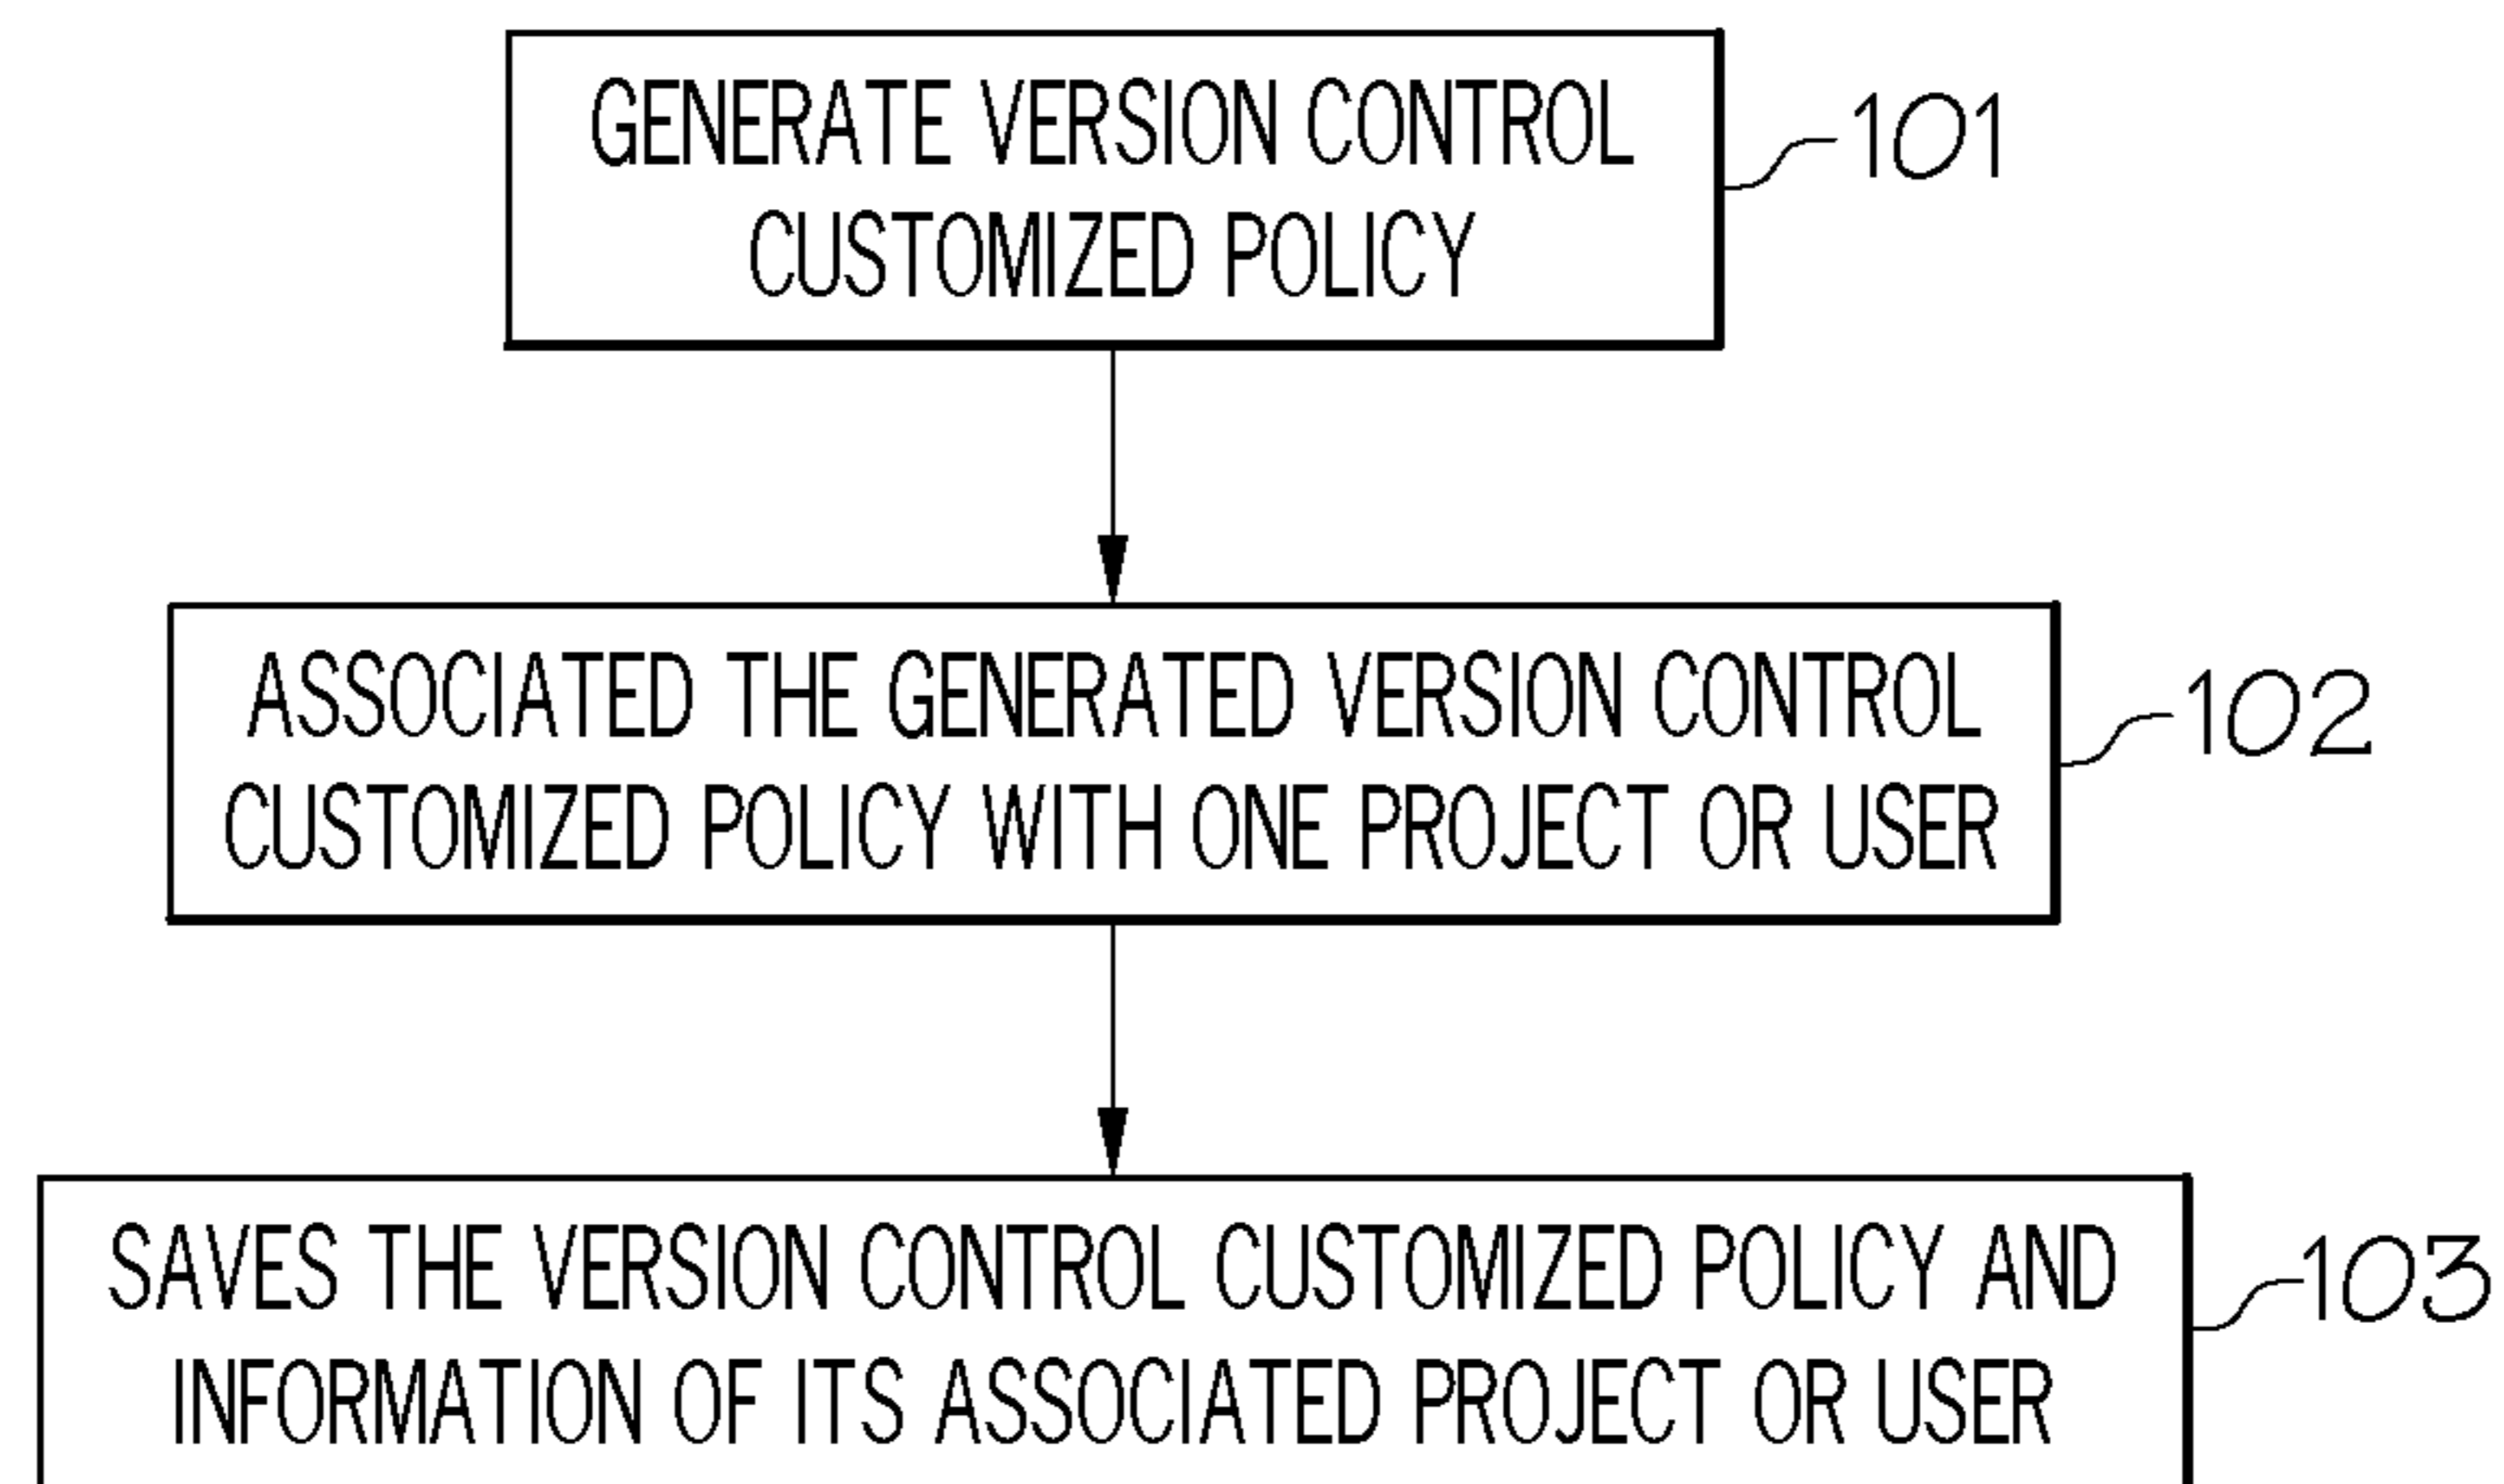 GENERATE VERSION CONTROL
CUSTOMIZED POLICY
101
ASSOCIATED THE GENERATED VERSION CONTROL
CUSTOMIZED POLICY WITH ONE PROJECT OR USER
102
SAVES THE VERSION CONTROL CUSTOMIZED POLICY AND
INFORMATION OF ITS ASSOCIATED PROJECT OR USER
103